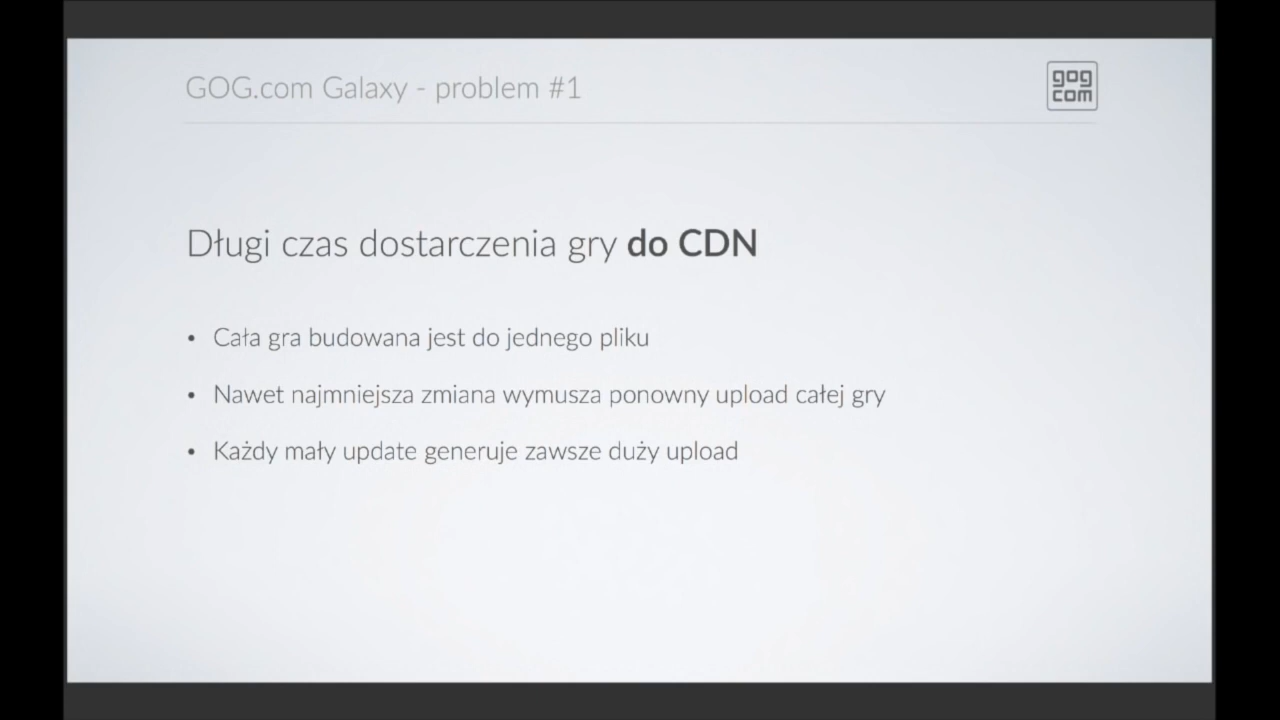 GOG.com Galaxy - problem #1
gog
com
Długi czas dostarczenia gry do CDN
• Cała gra budowana jest do jednego pliku
• Nawet najmniejsza zmiana wymusza ponowny upload całej gry
• Każdy mały update generuje zawsze duży upload